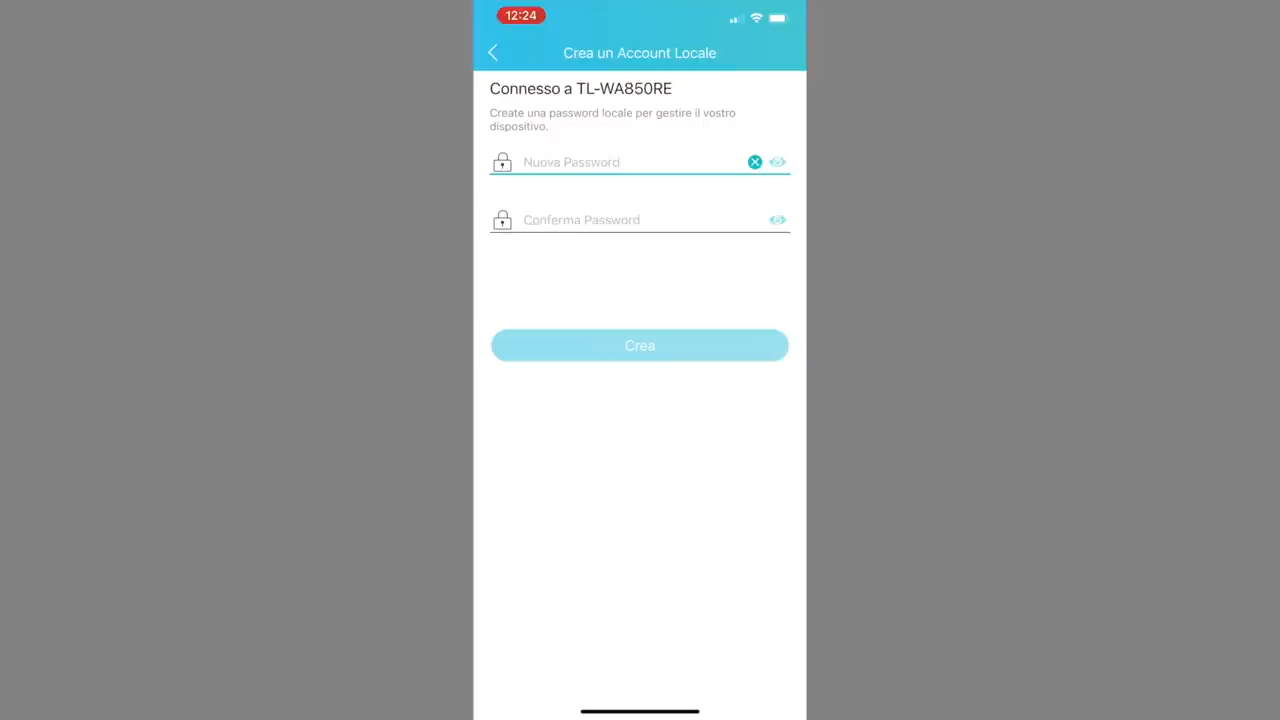 12:24
Crea un Account Locale
Connesso a TL-WA850RE
Create una password locale per gestire il vostro
dispositivo.
Nuova Password
Conferma Password
Crea